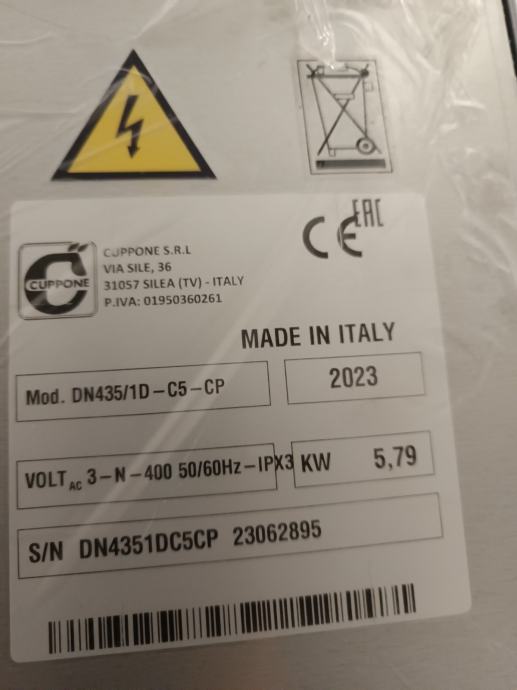 CE EAC
CUPPONE
CUPPONE S.R.L
VIA SILE, 36
31057 SILEA (TV) - ITALY
P.IVA: 01950360261
MADE IN ITALY
Mod. DN435/1D-C5-CP 2023
VOLT AC 3-N-400 50/60Hz-IPX3 KW 5,79
S/N DN4351DC5CP 23062895